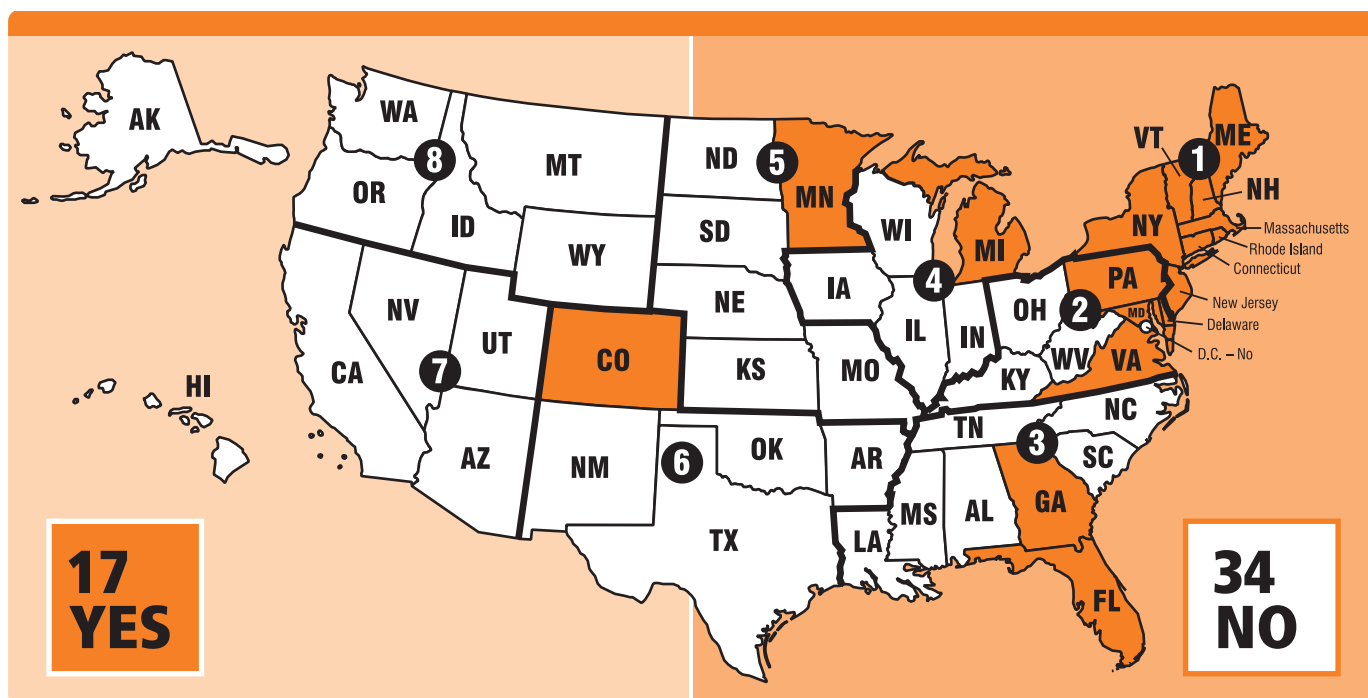 AK
WA
8
MT
ND
5
MN
VT
ME
1
OR
ID
NH
WY
SD
WI
MI
NY
Massachusetts
Rhode Island
Connecticut
NV
UT
NE
IA
4
PA
New Jersey
IL
IN
OH
2
MD
Delaware
CA
HI
7
CO
KS
MO
WV
VA
D.C. – No
KY
AZ
NM
6
OK
AR
TN
3
NC
SC
TX
LA
MS
AL
GA
FL
17
YES
34
NO